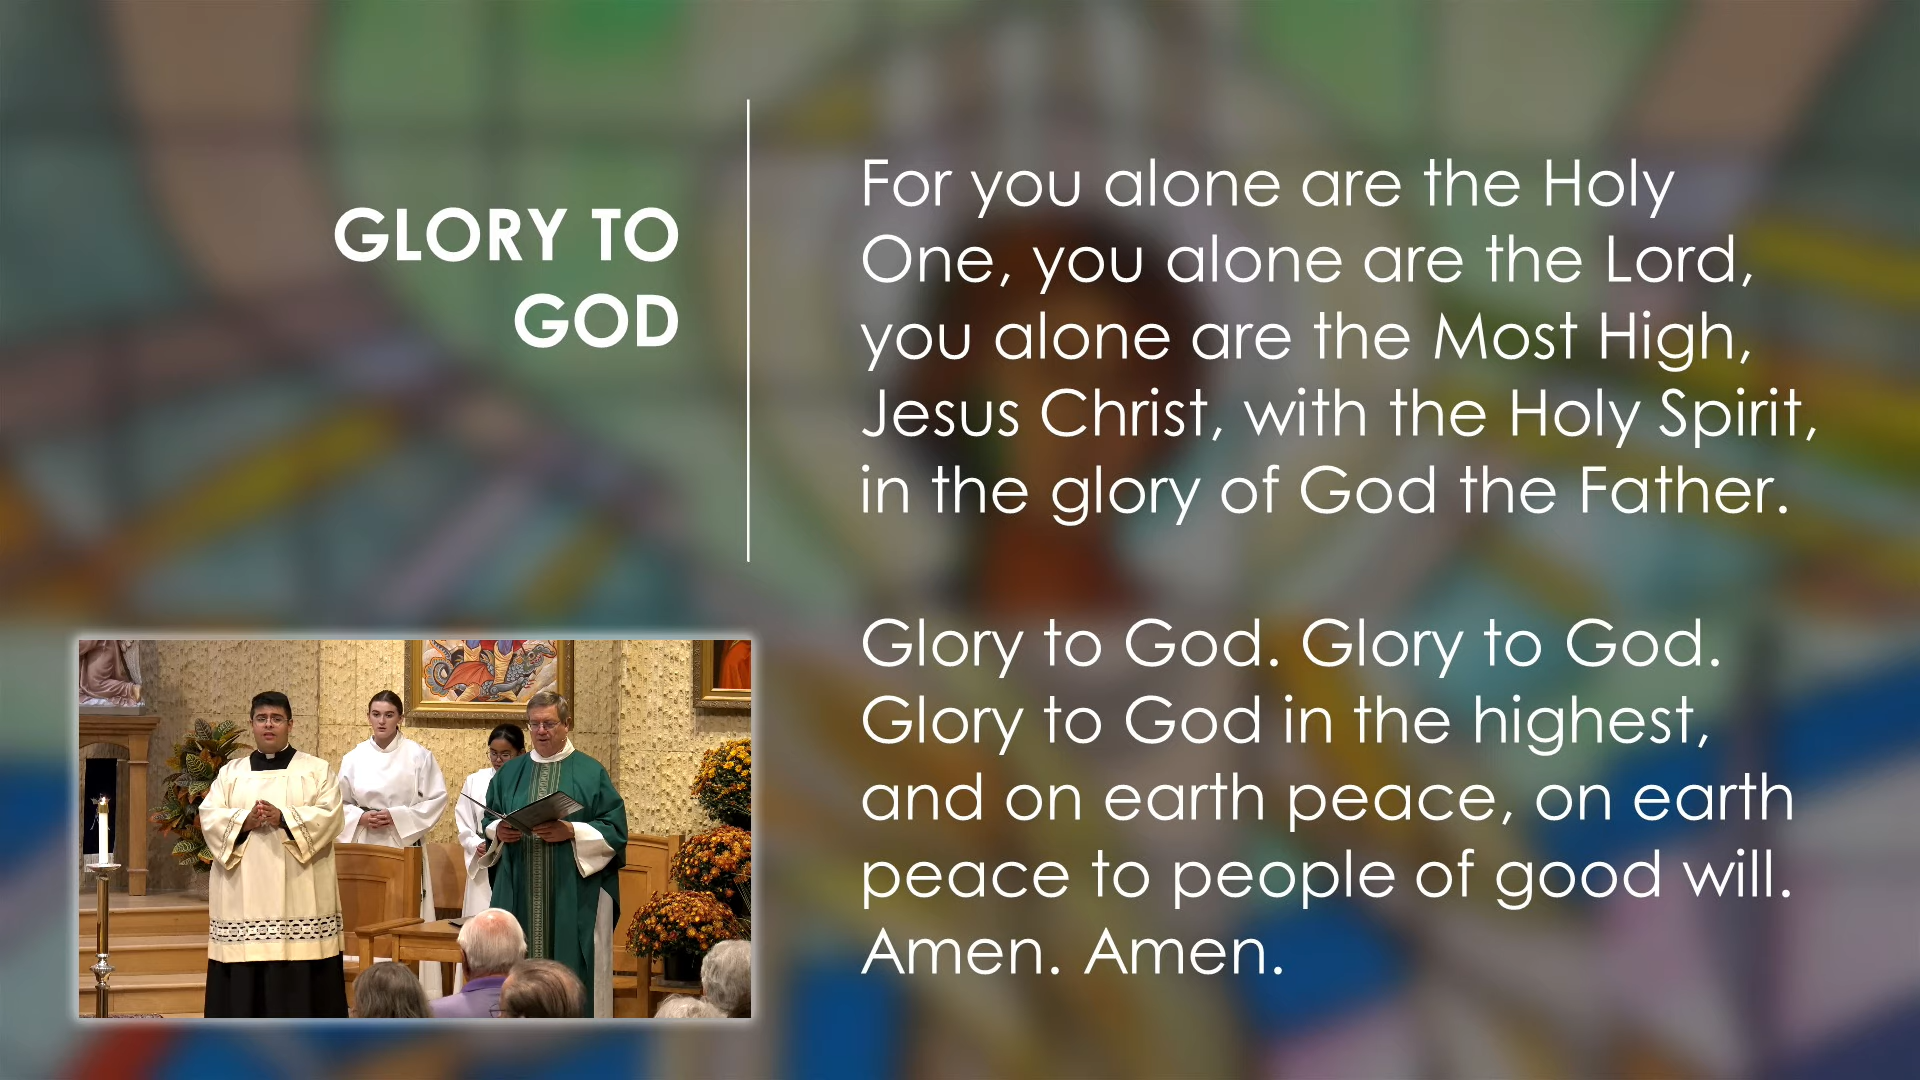 GLORY TO
GOD
For you alone are the Holy
One, you alone are the Lord,
you alone are the Most High,
Jesus Christ, with the Holy Spirit,
in the glory of God the Father.
Glory to God. Glory to God.
Glory to God in the highest,
and on earth peace, on earth
peace to people of good will.
Amen. Amen.